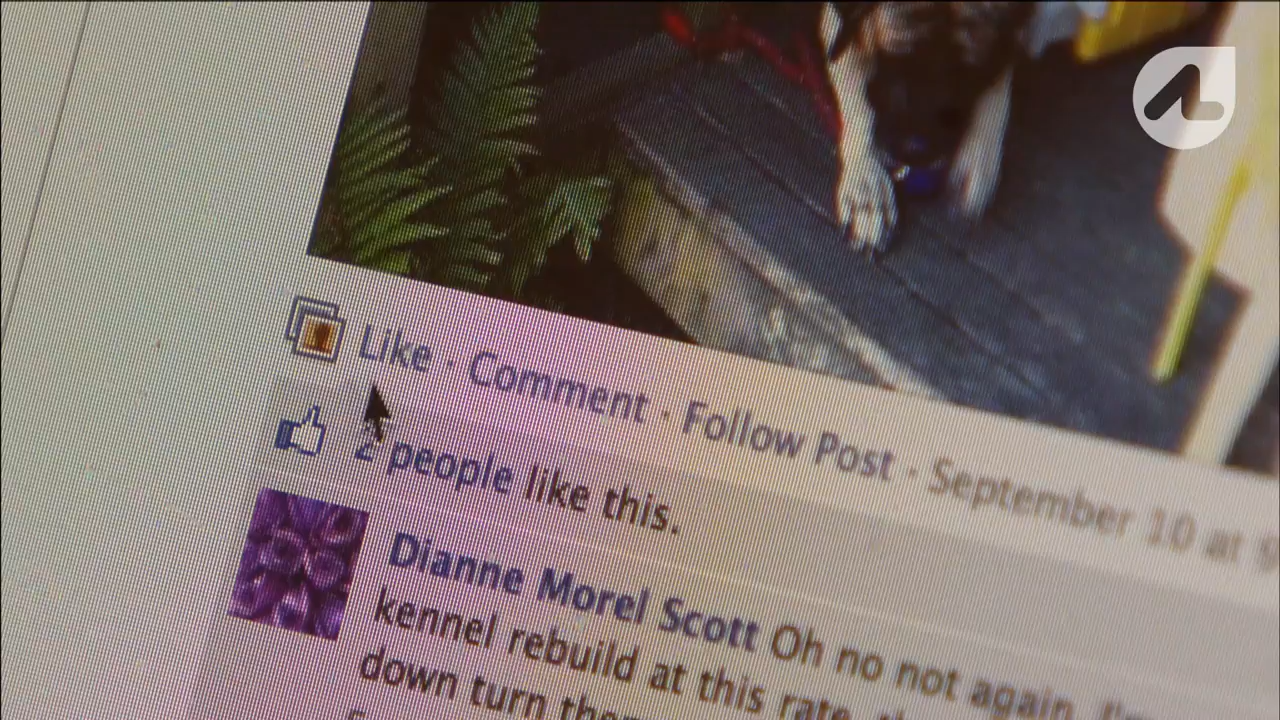 Like · Comment · Follow Post · September 10 at 9
2 people like this.
Dianne Morel Scott Oh no not again,
kennel rebuild at this rate,
down turn